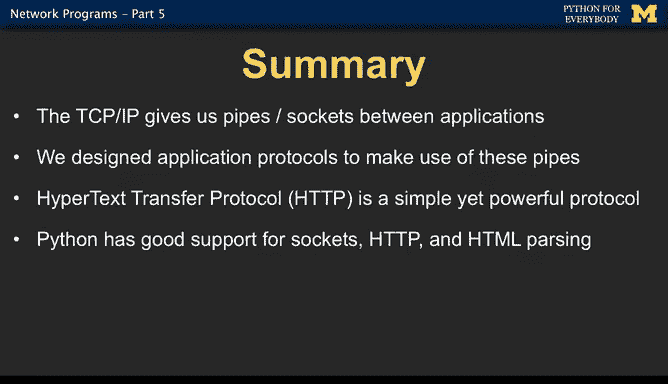 Network Programs – Part 5
PYTHON FOR
EVERYBODY
M
Summary
• The TCP/IP gives us pipes / sockets between applications
• We designed application protocols to make use of these pipes
• HyperText Transfer Protocol (HTTP) is a simple yet powerful protocol
• Python has good support for sockets, HTTP, and HTML parsing